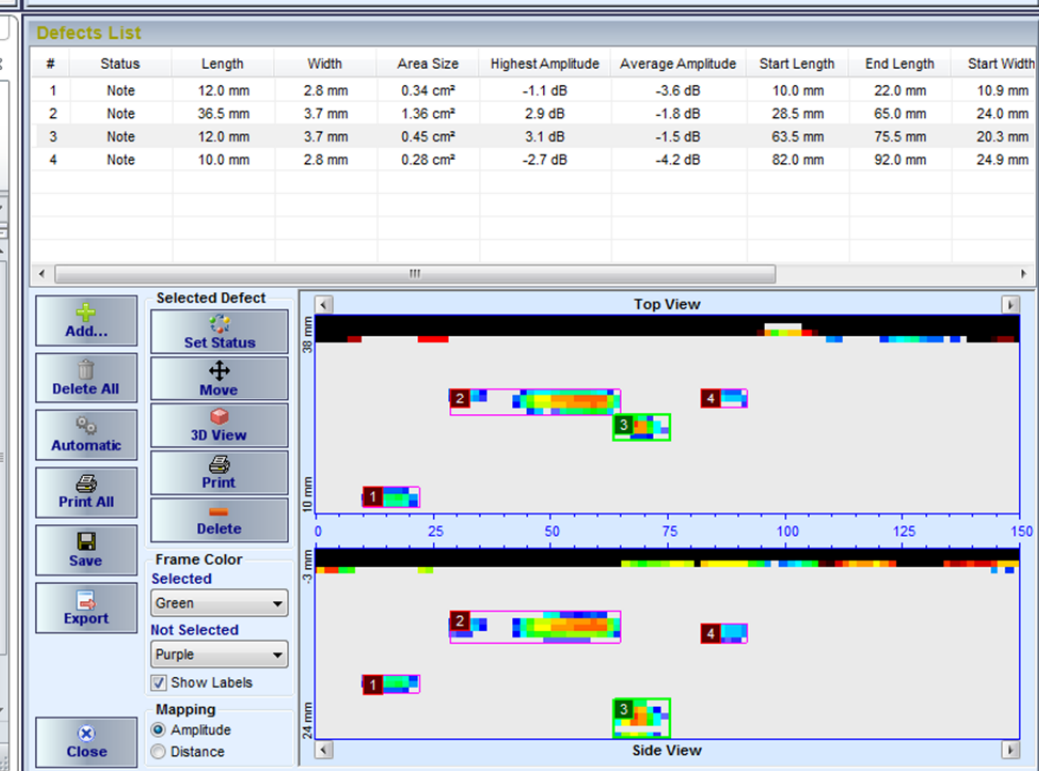 Defects List
# Status Length Width Area Size Highest Amplitude Average Amplitude Start Length End Length Start Width
1 Note 12.0 mm 2.8 mm 0.34 cm² -1.1 dB -3.6 dB 10.0 mm 22.0 mm 10.9 mm
2 Note 36.5 mm 3.7 mm 1.36 cm² 2.9 dB -1.8 dB 28.5 mm 65.0 mm 24.0 mm
3 Note 12.0 mm 3.7 mm 0.45 cm² 3.1 dB -1.5 dB 63.5 mm 75.5 mm 20.3 mm
4 Note 10.0 mm 2.8 mm 0.28 cm² -2.7 dB -4.2 dB 82.0 mm 92.0 mm 24.9 mm
Add...
Delete All
Automatic
Print All
Save
Export
Close
Selected Defect
Set Status
Move
3D View
Print
Delete
Frame Color
Selected
Green
Not Selected
Purple
Show Labels
Mapping
Amplitude
Distance
Top View
38 mm
2
4
3
1
10 mm
0 25 50 75 100 125 150
-3 mm
2
4
1
3
24 mm
Side View